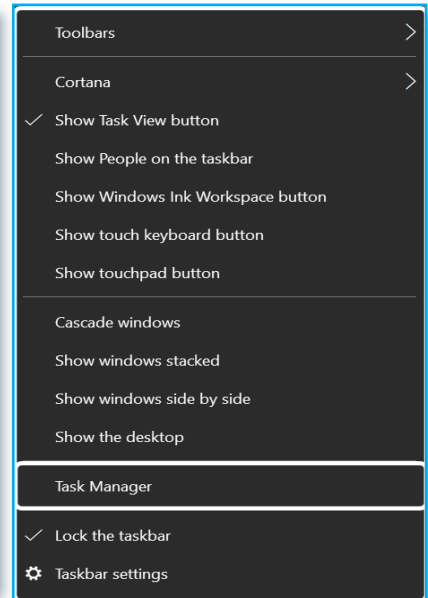 Toolbars
Cortana
Show Task View button
Show People on the taskbar
Show Windows Ink Workspace button
Show touch keyboard button
Show touchpad button
Cascade windows
Show windows stacked
Show windows side by side
Show the desktop
Task Manager
Lock the taskbar
Taskbar settings